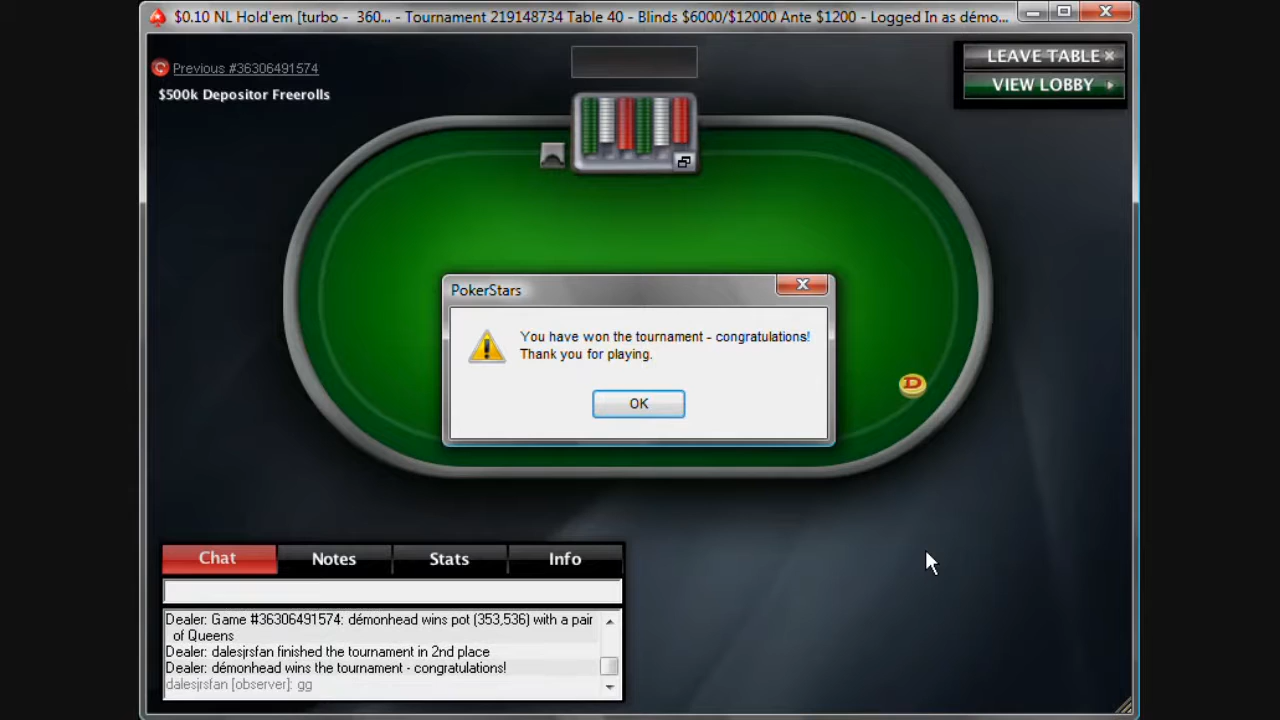 $0.10 NL Hold'em [turbo - 360... - Tournament 219148734 Table 40 - Blinds $6000/$12000 Ante $1200 - Logged In as démo...
Previous #36306491574
$500k Depositor Freerolls
LEAVE TABLE
VIEW LOBBY
PokerStars
You have won the tournament - congratulations!
Thank you for playing.
OK
D
Chat Notes Stats Info
Dealer: Game #36306491574: démonhead wins pot (353,536) with a pair
of Queens
Dealer: dalesjrsfan finished the tournament in 2nd place
Dealer: démonhead wins the tournament - congratulations!
dalesjrsfan [observer]: gg